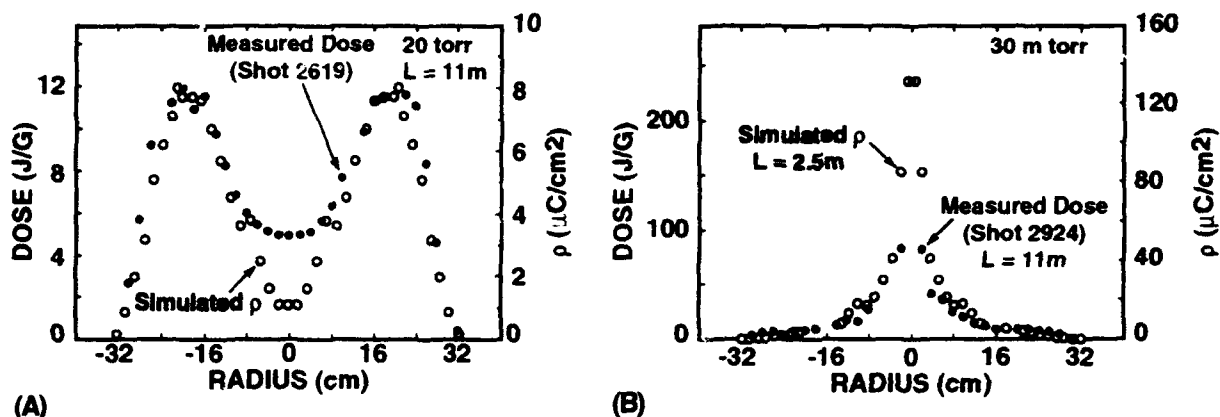 Measured Dose
(Shot 2619)
20 torr
L = 11m
Simulated ρ
DOSE (J/G)
12
8
4
0
10
8
6
4
2
0
ρ (μC/cm2)
-32 -16 0 16 32
RADIUS (cm)
(A)
30 m torr
Simulated ρ
L = 2.5m
Measured Dose
(Shot 2924)
L = 11m
DOSE (J/G)
200
100
0
160
120
80
40
0
ρ (μC/cm2)
-32 -16 0 16 32
RADIUS (cm)
(B)